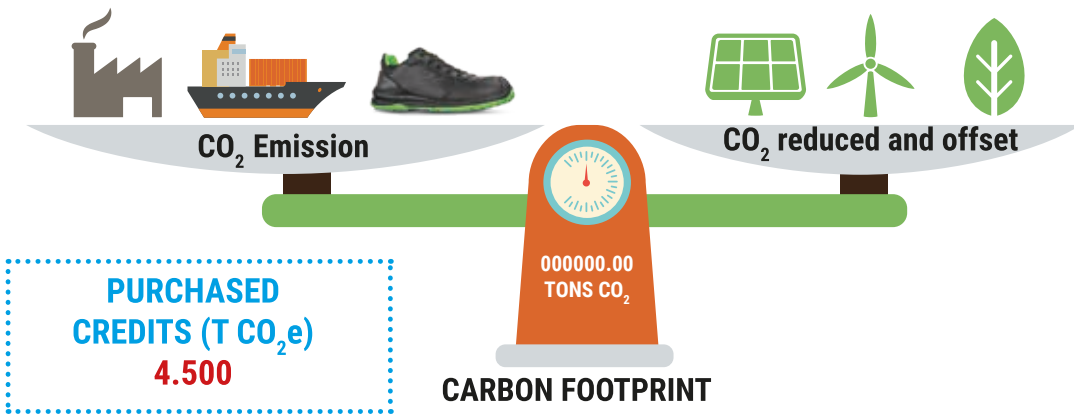 CO₂ Emission
CO₂ reduced and offset
000000.00
TONS CO₂
PURCHASED
CREDITS (T CO₂e)
4.500
CARBON FOOTPRINT